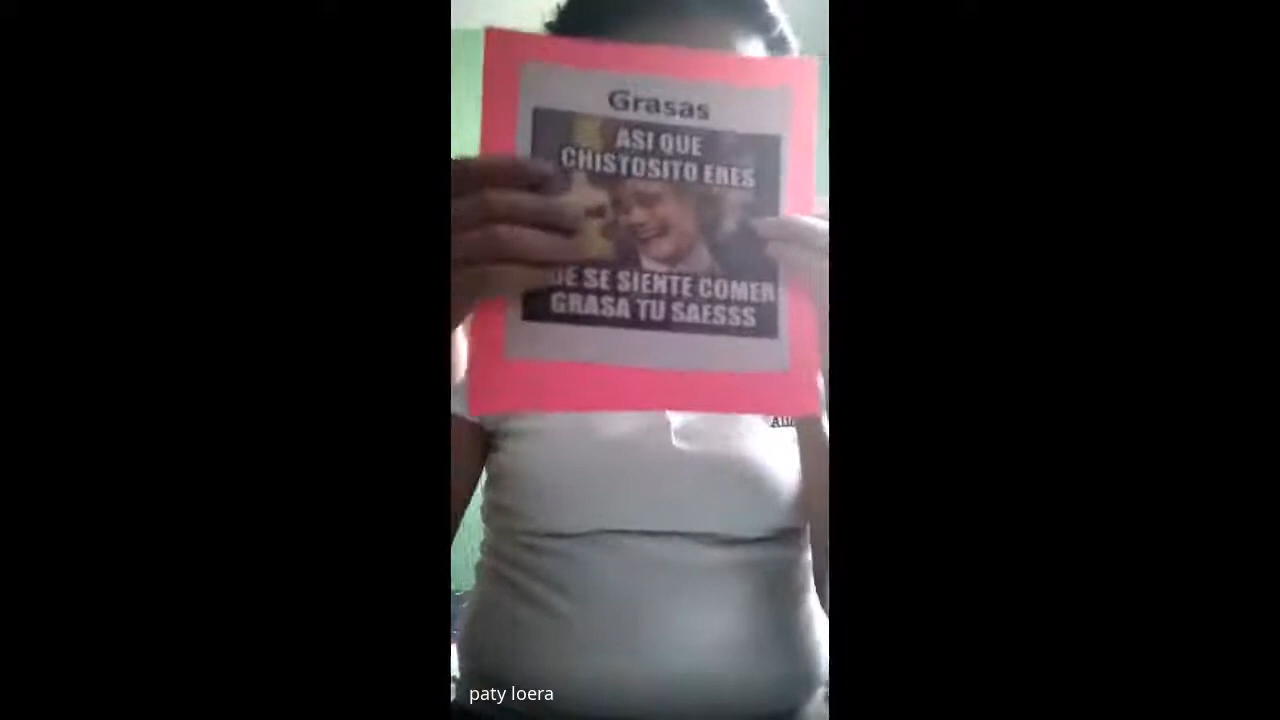 Grasas
ASI QUE
CHISTOSITO ERES
SE SIENTE COMER
GRASA TU SAESSS
paty loera